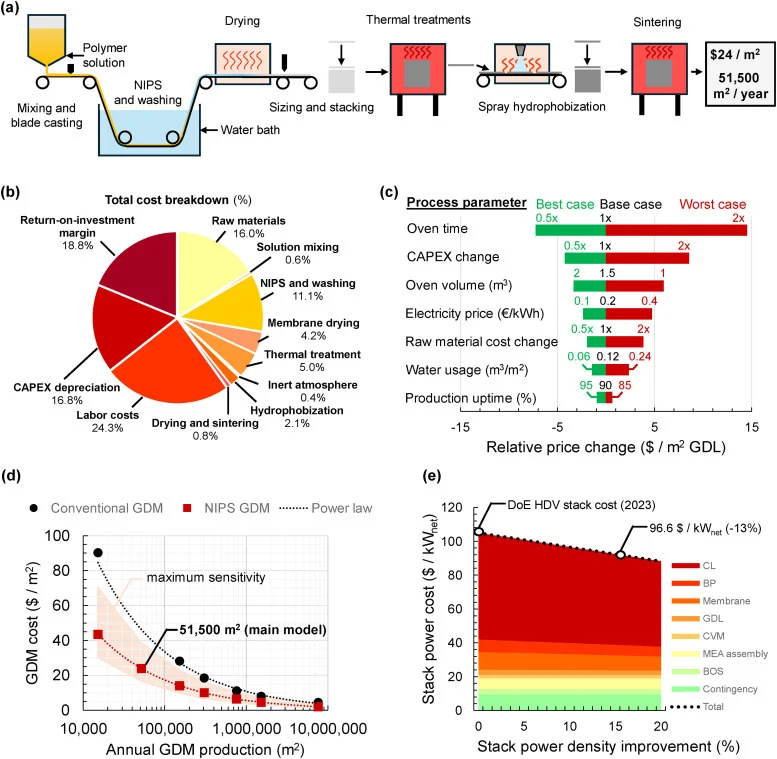 (a)
Polymer
solution
Mixing and
blade casting
NIPS
and washing
Water bath
Drying
Sizing and stacking
Thermal treatments
Spray hydrophobization
Sintering
$24 / m²
51,500
m² / year
(b)
Total cost breakdown (%)
Return-on-investment
margin
18.8%
Raw materials
16.0%
Solution mixing
0.6%
NIPS and washing
11.1%
Membrane drying
4.2%
Thermal treatment
5.0%
Inert atmosphere
0.4%
Hydrophobization
2.1%
Drying and sintering
0.8%
Labor costs
24.3%
CAPEX depreciation
16.8%
(c)
Process parameter Best case Base case Worst case
Oven time 0.5x 1x 2x
CAPEX change 0.5x 1x 2x
Oven volume (m³) 2 1.5 1
Electricity price (€/kWh) 0.1 0.2 0.4
Raw material cost change 0.5x 1x 2x
Water usage (m³/m²) 0.06 0.12 0.24
Production uptime (%) 95 90 85
-15 -5 5 15
Relative price change ($ / m² GDL)
(d)
Conventional GDM NIPS GDM Power law
GDM cost ($ / m²)
100
80
60
40
20
0
maximum sensitivity
51,500 m² (main model)
10,000 100,000 1,000,000 10,000,000
Annual GDM production (m²)
(e)
Stack power cost ($ / kWnet)
120
100
80
60
40
20
0
DoE HDV stack cost (2023)
96.6 $ / kWnet (-13%)
CL
BP
Membrane
GDL
CVM
MEA assembly
BOS
Contingency
Total
0 5 10 15 20
Stack power density improvement (%)